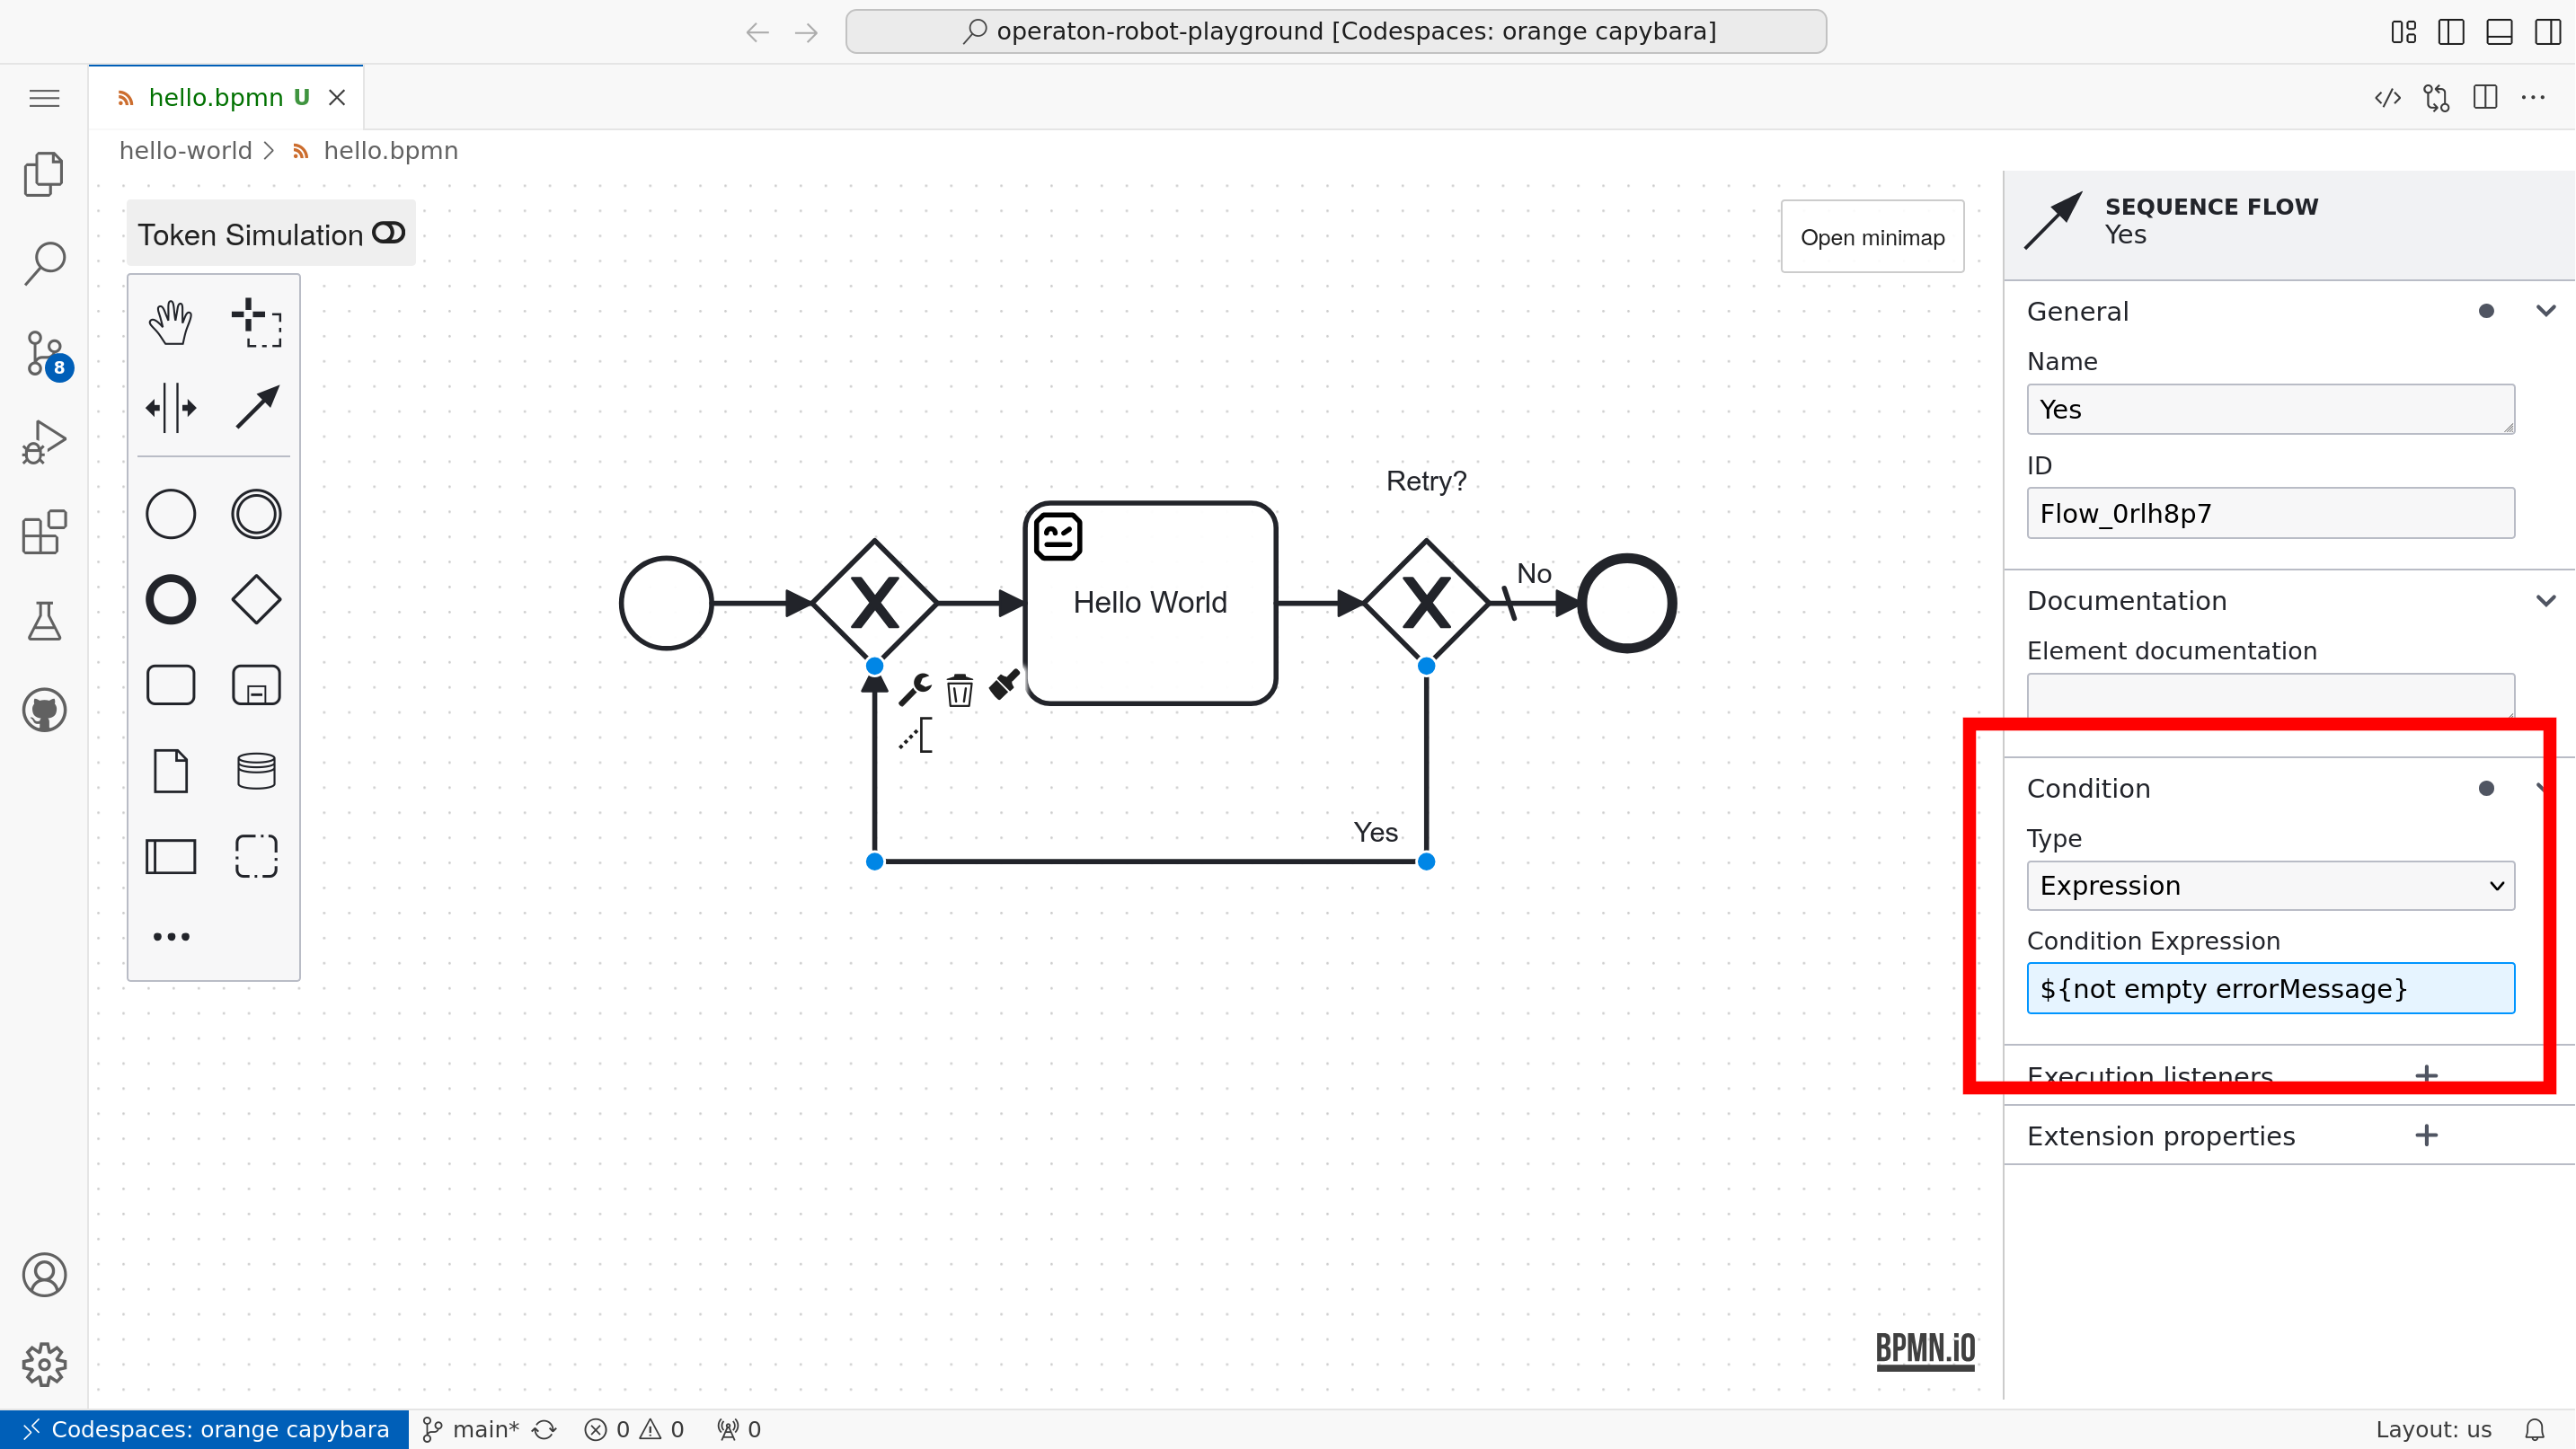 operaton-robot-playground [Codespaces: orange capybara]
hello.bpmn U
hello-world > hello.bpmn
Token Simulation
Open minimap
8
Retry?
No
Hello World
Yes
SEQUENCE FLOW
Yes
General
Name
Yes
ID
Flow_0rlh8p7
Documentation
Element documentation
Condition
Type
Expression
Condition Expression
${not empty errorMessage}
Execution listeners
Extension properties
BPMN.iO
Codespaces: orange capybara main* 0 0 0 Layout: us